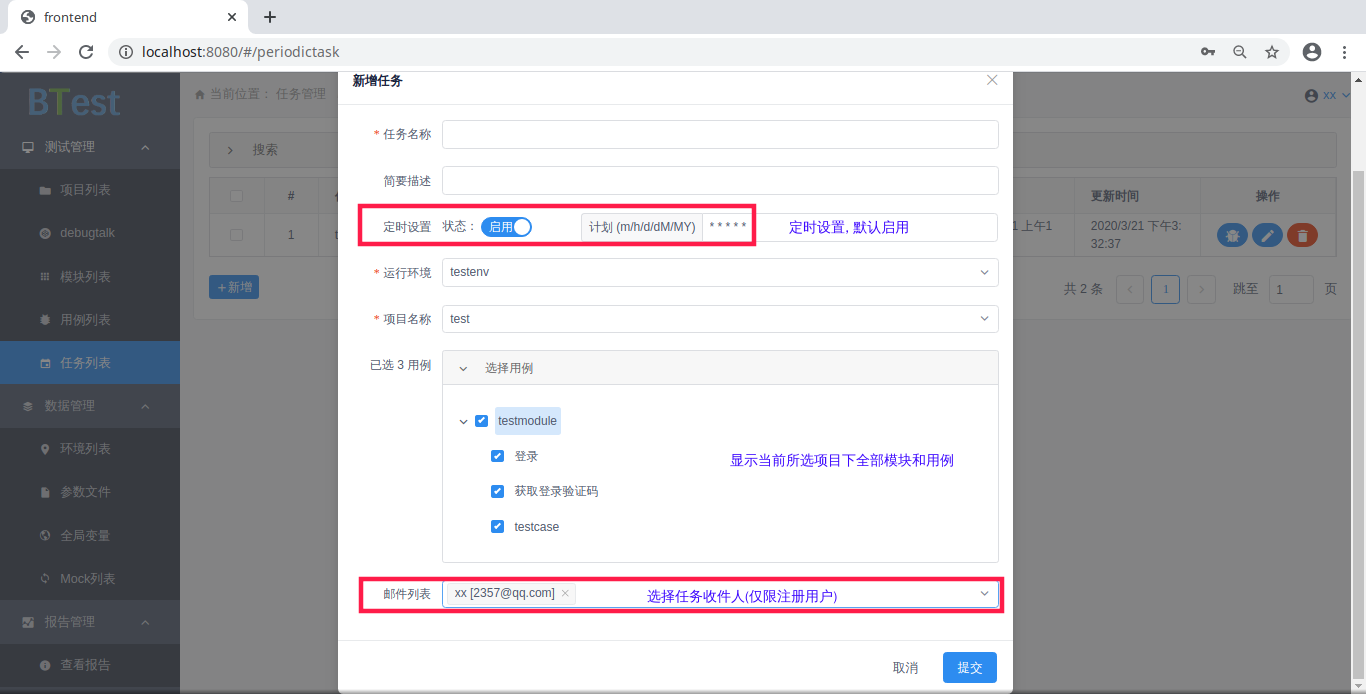 frontend
localhost:8080/#/periodictask
BTest
测试管理
项目列表
debugtalk
模块列表
用例列表
任务列表
数据管理
环境列表
参数文件
全局变量
Mock列表
报告管理
查看报告
当前位置： 任务管理
xx
搜索
#
更新时间
操作
1
1 上午1
2020/3/21 下午3:
32:37
+新增
共 2 条
1
跳至
1
页
新增任务
* 任务名称
简要描述
定时设置 状态： 启用 计划 (m/h/d/dM/MY) * * * * * 定时设置, 默认启用
* 运行环境 testenv
* 项目名称 test
已选 3 用例 选择用例
testmodule
登录
显示当前所选项目下全部模块和用例
获取登录验证码
testcase
邮件列表 xx [2357@qq.com] 选择任务收件人(仅限注册用户)
取消 提交